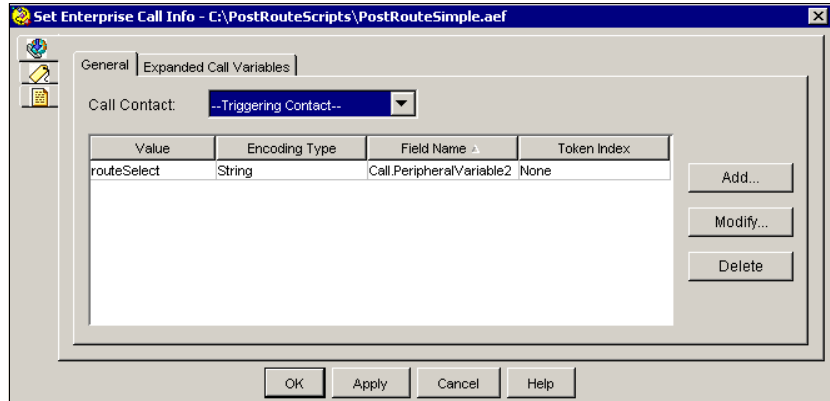 Set Enterprise Call Info - C:\PostRouteScripts\PostRouteSimple.aef
General Expanded Call Variables
Call Contact: --Triggering Contact--
Value Encoding Type Field Name Token Index
routeSelect String Call.PeripheralVariable2 None
Add...
Modify...
Delete
OK Apply Cancel Help